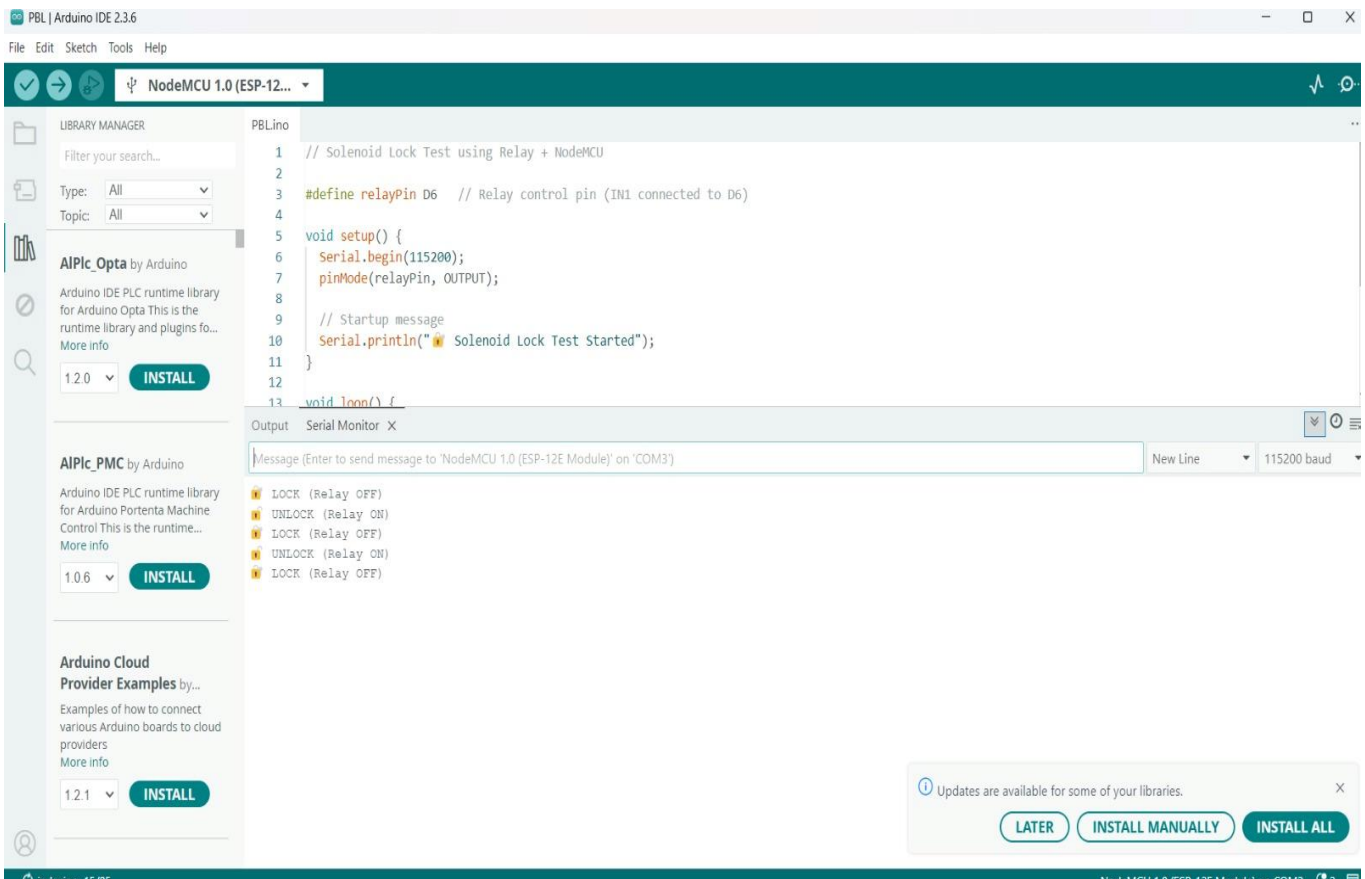 PBL | Arduino IDE 2.3.6
File Edit Sketch Tools Help
NodeMCU 1.0 (ESP-12...
LIBRARY MANAGER
Filter your search...
Type: All
Topic: All
AlPlc_Opta by Arduino
Arduino IDE PLC runtime library
for Arduino Opta This is the
runtime library and plugins fo...
More info
1.2.0 INSTALL
AlPlc_PMC by Arduino
Arduino IDE PLC runtime library
for Arduino Portenta Machine
Control This is the runtime...
More info
1.0.6 INSTALL
Arduino Cloud
Provider Examples by...
Examples of how to connect
various Arduino boards to cloud
providers
More info
1.2.1 INSTALL
PBL.ino
1 // Solenoid Lock Test using Relay + NodeMCU
2
3 #define relayPin D6 // Relay control pin (IN1 connected to D6)
4
5 void setup() {
6 Serial.begin(115200);
7 pinMode(relayPin, OUTPUT);
8
9 // Startup message
10 Serial.println("🔐 Solenoid Lock Test Started");
11 }
12
13 void loop() {
Output Serial Monitor X
Message (Enter to send message to 'NodeMCU 1.0 (ESP-12E Module)' on 'COM3')
New Line 115200 baud
🔐 LOCK (Relay OFF)
🔓 UNLOCK (Relay ON)
🔐 LOCK (Relay OFF)
🔓 UNLOCK (Relay ON)
🔐 LOCK (Relay OFF)
Updates are available for some of your libraries.
LATER INSTALL MANUALLY INSTALL ALL